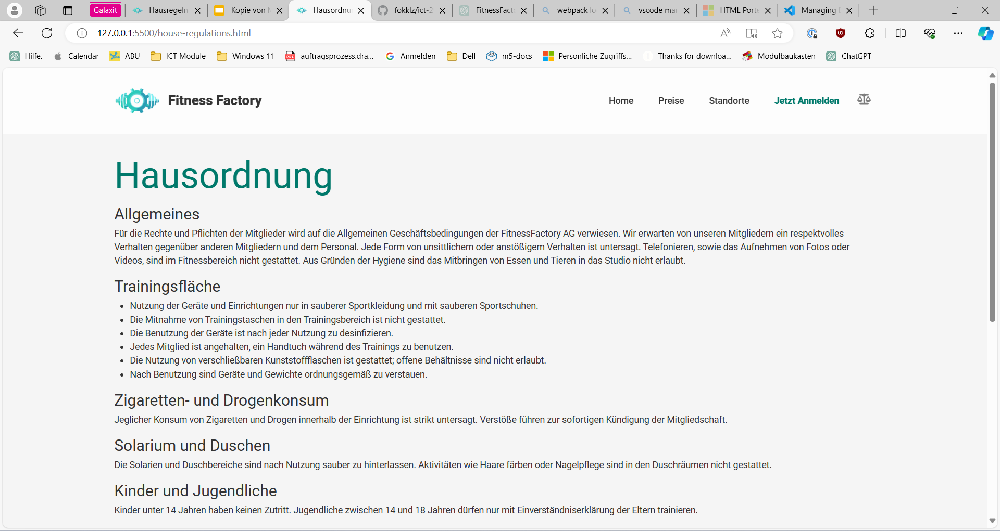 Galaxit
Hausregeln
Kopie von
Hausordnu
fokklz/ict-2
FitnessFact
webpack lo
vscode mar
HTML Porte
Managing
127.0.0.1:5500/house-regulations.html
Hilfe.
Calendar
ABU
ICT Module
Windows 11
auftragsprozess.dra...
Anmelden
Dell
m5-docs
Persönliche Zugriffs...
Thanks for downloa...
Modulbaukasten
ChatGPT
Fitness Factory
Home
Preise
Standorte
Jetzt Anmelden
Hausordnung
Allgemeines
Für die Rechte und Pflichten der Mitglieder wird auf die Allgemeinen Geschäftsbedingungen der FitnessFactory AG verwiesen. Wir erwarten von unseren Mitgliedern ein respektvolles
Verhalten gegenüber anderen Mitgliedern und dem Personal. Jede Form von unsittlichem oder anstößigem Verhalten ist untersagt. Telefonieren, sowie das Aufnehmen von Fotos oder
Videos, sind im Fitnessbereich nicht gestattet. Aus Gründen der Hygiene sind das Mitbringen von Essen und Tieren in das Studio nicht erlaubt.
Trainingsfläche
• Nutzung der Geräte und Einrichtungen nur in sauberer Sportkleidung und mit sauberen Sportschuhen.
• Die Mitnahme von Trainingstaschen in den Trainingsbereich ist nicht gestattet.
• Die Benutzung der Geräte ist nach jeder Nutzung zu desinfizieren.
• Jedes Mitglied ist angehalten, ein Handtuch während des Trainings zu benutzen.
• Die Nutzung von verschließbaren Kunststoffflaschen ist gestattet; offene Behältnisse sind nicht erlaubt.
• Nach Benutzung sind Geräte und Gewichte ordnungsgemäß zu verstauen.
Zigaretten- und Drogenkonsum
Jeglicher Konsum von Zigaretten und Drogen innerhalb der Einrichtung ist strikt untersagt. Verstöße führen zur sofortigen Kündigung der Mitgliedschaft.
Solarium und Duschen
Die Solarien und Duschbereiche sind nach Nutzung sauber zu hinterlassen. Aktivitäten wie Haare färben oder Nagelpflege sind in den Duschräumen nicht gestattet.
Kinder und Jugendliche
Kinder unter 14 Jahren haben keinen Zutritt. Jugendliche zwischen 14 und 18 Jahren dürfen nur mit Einverständniserklärung der Eltern trainieren.